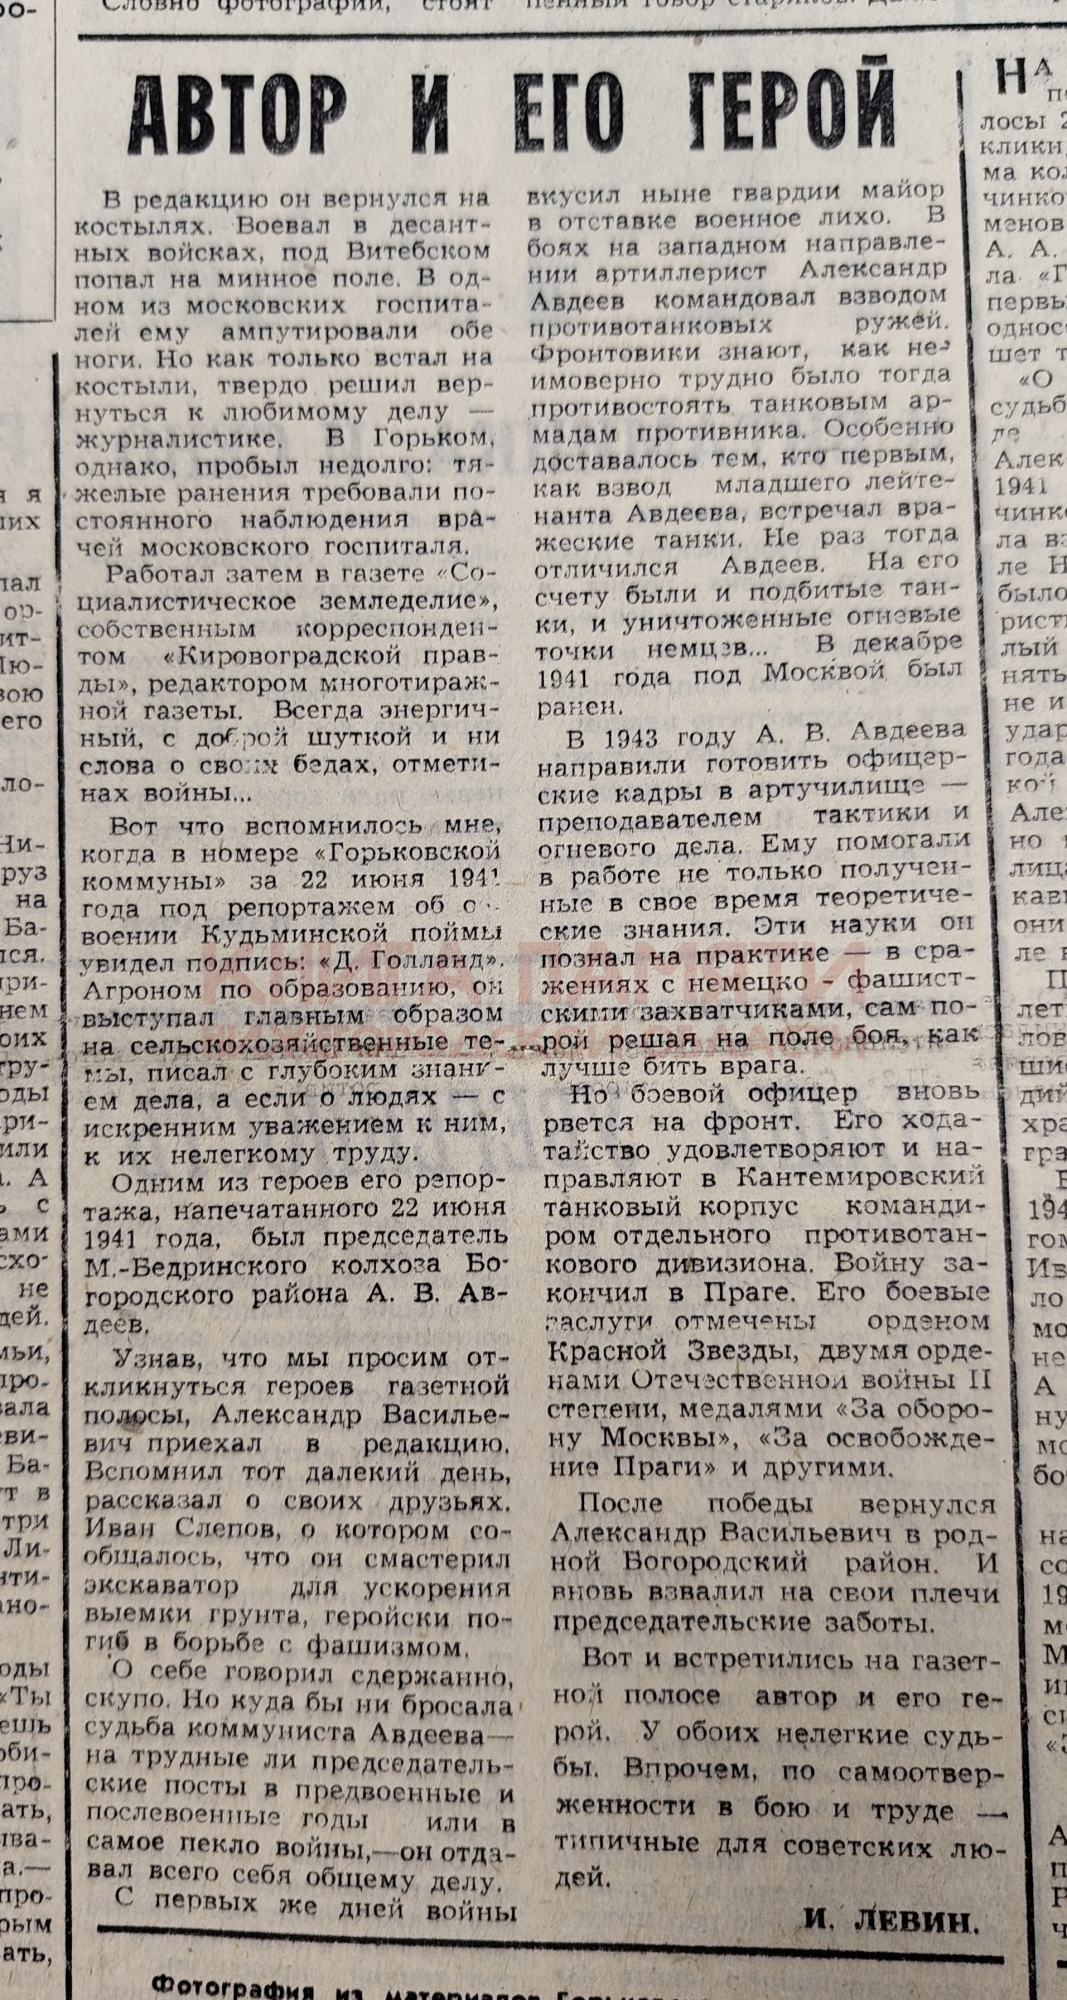 Словно фотографии, стоят
АВТОР И ЕГО ГЕРОЙ
В редакцию он вернулся на
костылях. Воевал в десант-
ных войсках, под Витебском
попал на минное поле. В од-
ном из московских госпита-
лей ему ампутировали обе
ноги. Но как только встал на
костыли, твердо решил вер-
нуться к любимому делу —
журналистике. В Горьком,
однако, пробыл недолго: тя-
желые ранения требовали по-
стоянного наблюдения вра-
чей московского госпиталя.
Работал затем в газете «Со-
циалистическое земледелие»,
собственным корреспонден-
том «Кировоградской прав-
ды», редактором многотираж-
ной газеты. Всегда энергич-
ный, с доброй шуткой и ни
слова о своих бедах, отмети-
нах войны...
Вот что вспомнилось мне,
когда в номере «Горьковской
коммуны» за 22 июня 1941
года под репортажем об ос-
воении Кудьминской поймы
увидел подпись: «Д. Голланд».
Агроном по образованию, он
выступал главным образом
на сельскохозяйственные те-
мы, писал с глубоким знани-
ем дела, а если о людях — с
искренним уважением к ним,
к их нелегкому труду.
Одним из героев его репор-
тажа, напечатанного 22 июня
1941 года, был председатель
М.-Бедринского колхоза Бо-
городского района А. В. Ав-
деев.
Узнав, что мы просим от-
кликнуться героев газетной
полосы, Александр Василье-
вич приехал в редакцию.
Вспомнил тот далекий день,
рассказал о своих друзьях.
Иван Слепов, о котором со-
общалось, что он смастерил
экскаватор для ускорения
выемки грунта, геройски по-
гиб в борьбе с фашизмом.
О себе говорил сдержанно,
скупо. Но куда бы ни бросала
судьба коммуниста Авдеева—
на трудные ли председатель-
ские посты в предвоенные и
послевоенные годы или в
самое пекло войны,—он отда-
вал всего себя общему делу.
С первых же дней войны
вкусил ныне гвардии майор
в отставке военное лихо. В
боях на западном направле-
нии артиллерист Александр
Авдеев командовал взводом
противотанковых ружей.
Фронтовики знают, как не-
имоверно трудно было тогда
противостоять танковым ар-
мадам противника. Особенно
доставалось тем, кто первым,
как взвод младшего лейте-
нанта Авдеева, встречал вра-
жеские танки. Не раз тогда
отличился Авдеев. На его
счету были и подбитые тан-
ки, и уничтоженные огневые
точки немцев... В декабре
1941 года под Москвой был
ранен.
В 1943 году А. В. Авдеева
направили готовить офицер-
ские кадры в артучилище —
преподавателем тактики и
огневого дела. Ему помогали
в работе не только получен-
ные в свое время теоретиче-
ские знания. Эти науки он
познал на практике — в сра-
жениях с немецко - фашист-
скими захватчиками, сам по-
рой решая на поле боя, как
лучше бить врага.
Но боевой офицер вновь
рвется на фронт. Его хода-
тайство удовлетворяют и на-
правляют в Кантемировский
танковый корпус команди-
ром отдельного противотан-
кового дивизиона. Войну за-
кончил в Праге. Его боевые
заслуги отмечены орденом
Красной Звезды, двумя орде-
нами Отечественной войны II
степени, медалями «За оборо-
ну Москвы», «За освобожде-
ние Праги» и другими.
После победы вернулся
Александр Васильевич в род-
ной Богородский район. И
вновь взвалил на свои плечи
председательские заботы.
Вот и встретились на газет-
ной полосе автор и его ге-
рой. У обоих нелегкие судь-
бы. Впрочем, по самоотвер-
женности в бою и труде —
типичные для советских лю-
дей.
И. ЛЕВИН.
Фотография из материалов